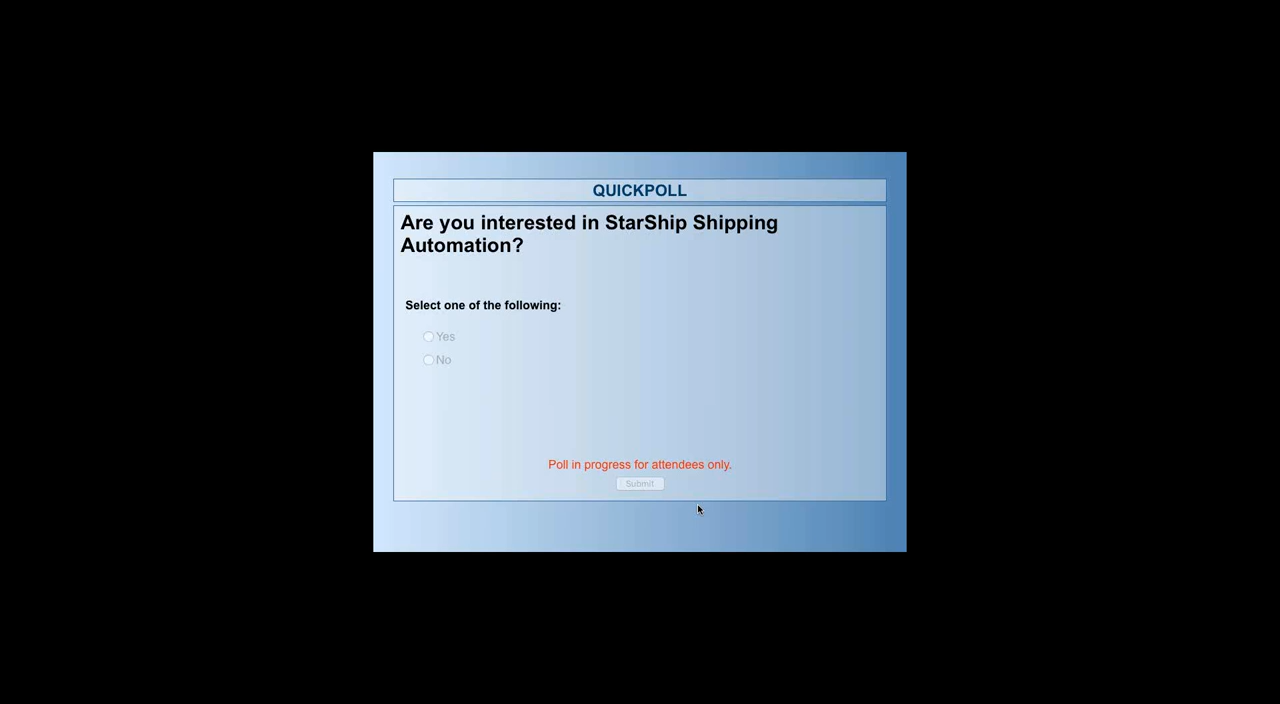 QUICKPOLL
Are you interested in StarShip Shipping
Automation?
Select one of the following:
Yes
No
Poll in progress for attendees only.
Submit